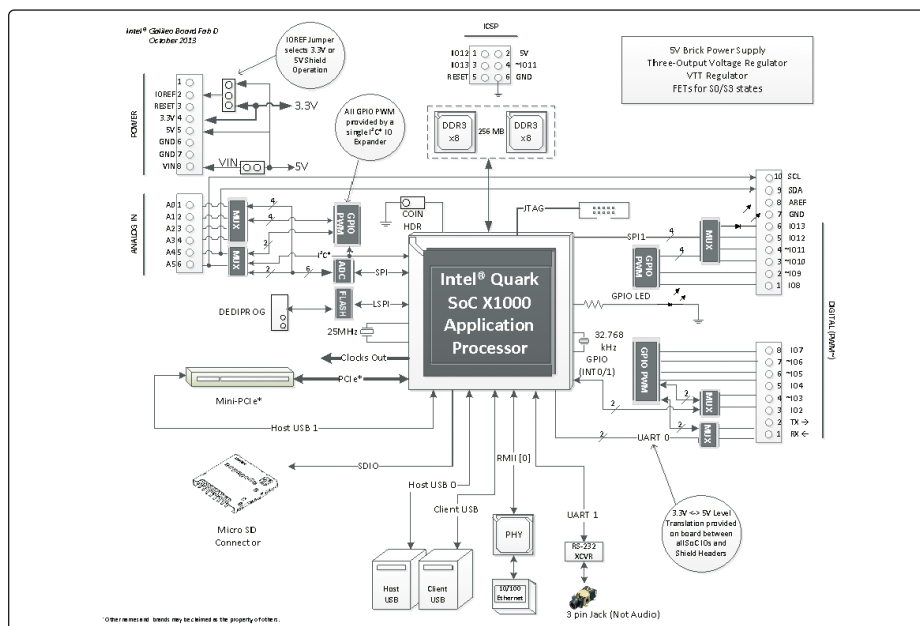 Intel® Galileo Board Fab D
October 2013
IOREF Jumper
selects 3.3V or
5V Shield
Operation
ICSP
IO12 1 2 5V
IO13 3 4 ~IO11
RESET 5 6 GND
5V Brick Power Supply
Three-Output Voltage Regulator
VTT Regulator
FETs for S0/S3 states
POWER
1
IOREF 2
RESET 3
3.3V 4
5V 5
GND 6
GND 7
VIN 8
3.3V
VIN
5V
All GPIO PWM
provided by a
single I²C* IO
Expander
DDR3
x8
256 MB
DDR3
x8
ANALOG IN
A0 1
A1 2
A2 3
A3 4
A4 5
A5 6
MUX
MUX
4
4
2
2
6
GPIO
PWM
I²C*
ADC
SPI
FLASH
LSPI
DEDIPROG
COIN
HDR
JTAG
25MHz
Clocks Out
Intel® Quark
SoC X1000
Application
Processor
10 SCL
9 SDA
8 AREF
7 GND
6 IO13
5 IO12
4 ~IO11
3 ~IO10
2 ~IO9
1 IO8
SPI1
4
MUX
4
GPIO
PWM
GPIO LED
DIGITAL (PWM~)
32.768
kHz
GPIO
(INT0/1)
GPIO PWM
8 IO7
7 ~IO6
6 ~IO5
5 IO4
4 ~IO3
3 IO2
2 TX →
1 RX ←
2
2
MUX
2
MUX
2
UART 0
Mini-PCIe*
PCIe*
Host USB 1
SDIO
Micro SD
Connector
Host USB 0
Client USB
RMII [0]
UART 1
PHY
RS-232
XCVR
Host
USB
Client
USB
10/100
Ethernet
3 pin Jack (Not Audio)
3.3V <-> 5V Level
Translation provided
on board between
all SoC IOs and
Shield Headers
*Other names and brands may be claimed as the property of others.